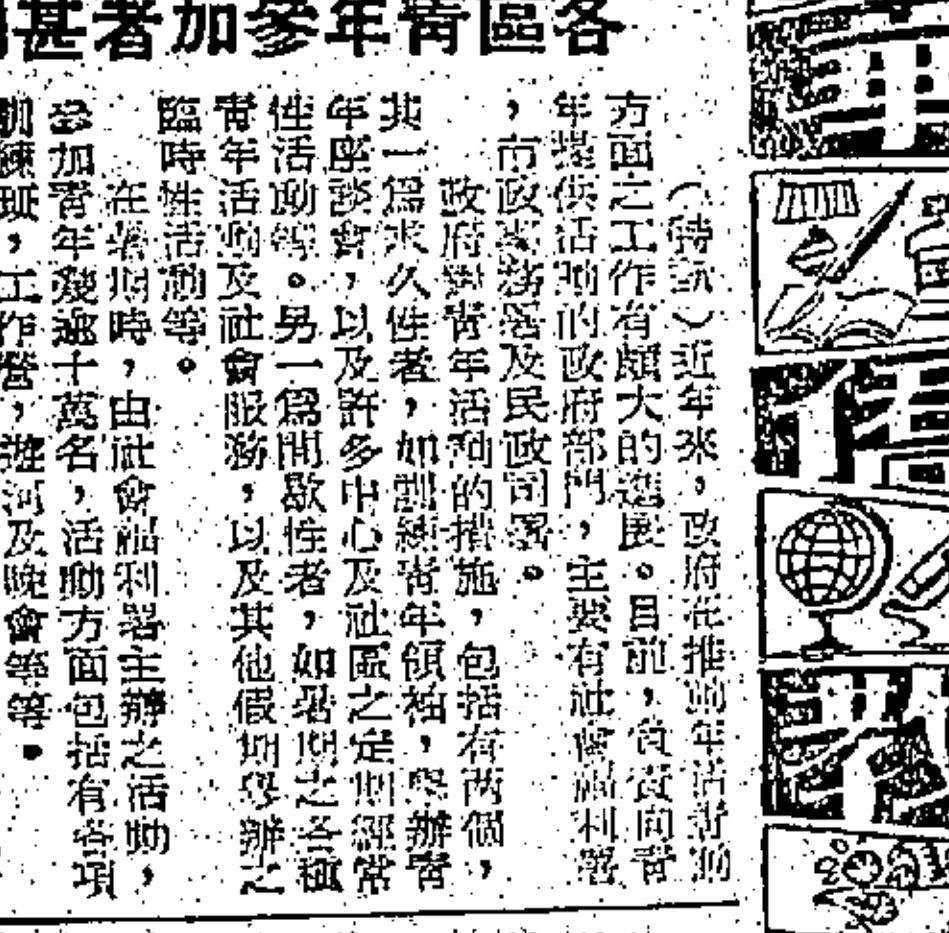 各區青年參加者甚
（特訊）近年來，政府在推動年活青動
方面之工作有頗大的進展。目前，負責向青
年提供活動的政府部門，主要有社會福利署
，市政事務署及民政司署。
政府對青年活動的措施，包括有两個，
其一爲永久性者，如訓練青年領袖，舉辦青
年座談會，以及許多中心及社區之定期經常
性活動等。另一爲間歇性者，如暑期之各種
青年活動及社會服務，以及其他假期舉辦之
臨時性活動等。
在暑期時，由社會福利署主辦之活動，
參加青年幾逾十萬名，活動方面包括有各項
訓練班，工作營，遊河及晚會等等。